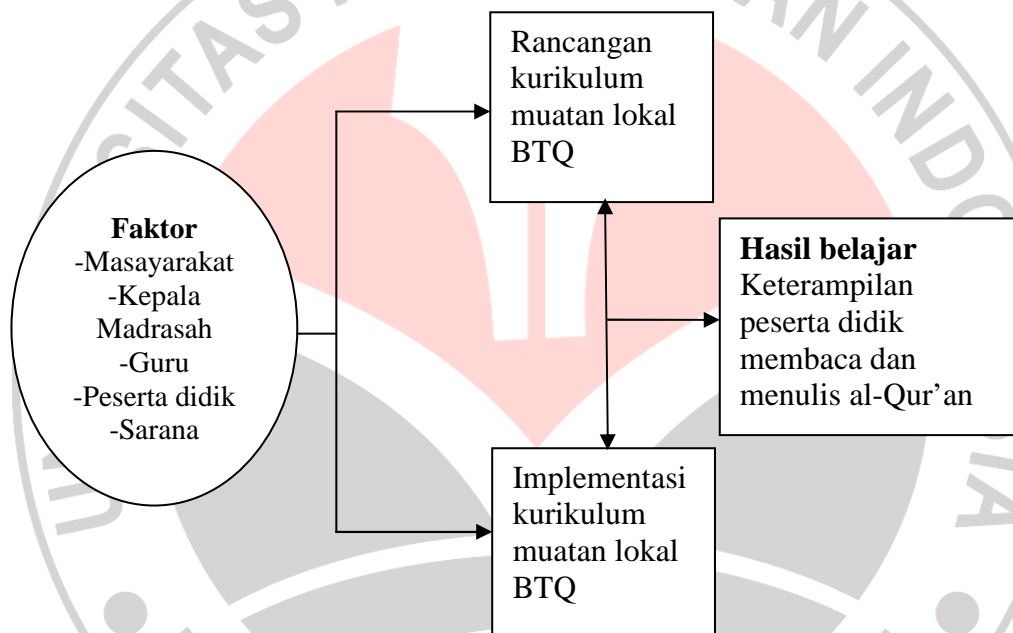 Faktor
-Masayarakat
-Kepala
Madrasah
-Guru
-Peserta didik
-Sarana
Rancangan
kurikulum
muatan lokal
BTQ
Hasil belajar
Keterampilan
peserta didik
membaca dan
menulis al-Qur’an
Implementasi
kurikulum
muatan lokal
BTQ